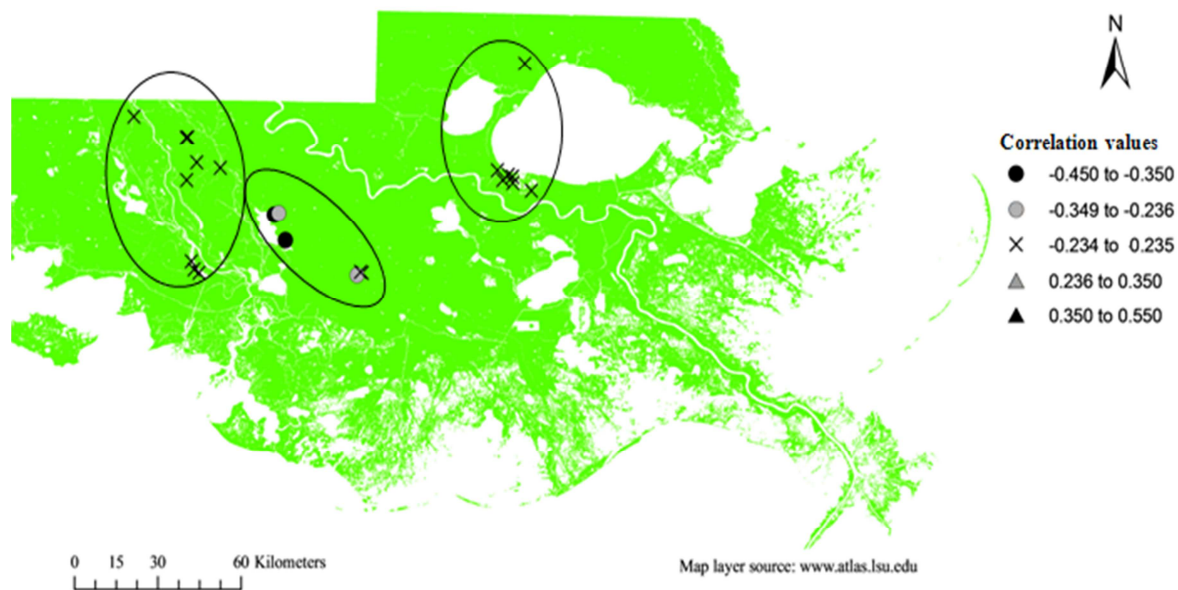 N
Correlation values
-0.450 to -0.350
-0.349 to -0.236
-0.234 to 0.235
0.236 to 0.350
0.350 to 0.550
0 15 30 60 Kilometers
Map layer source: www.atlas.lsu.edu